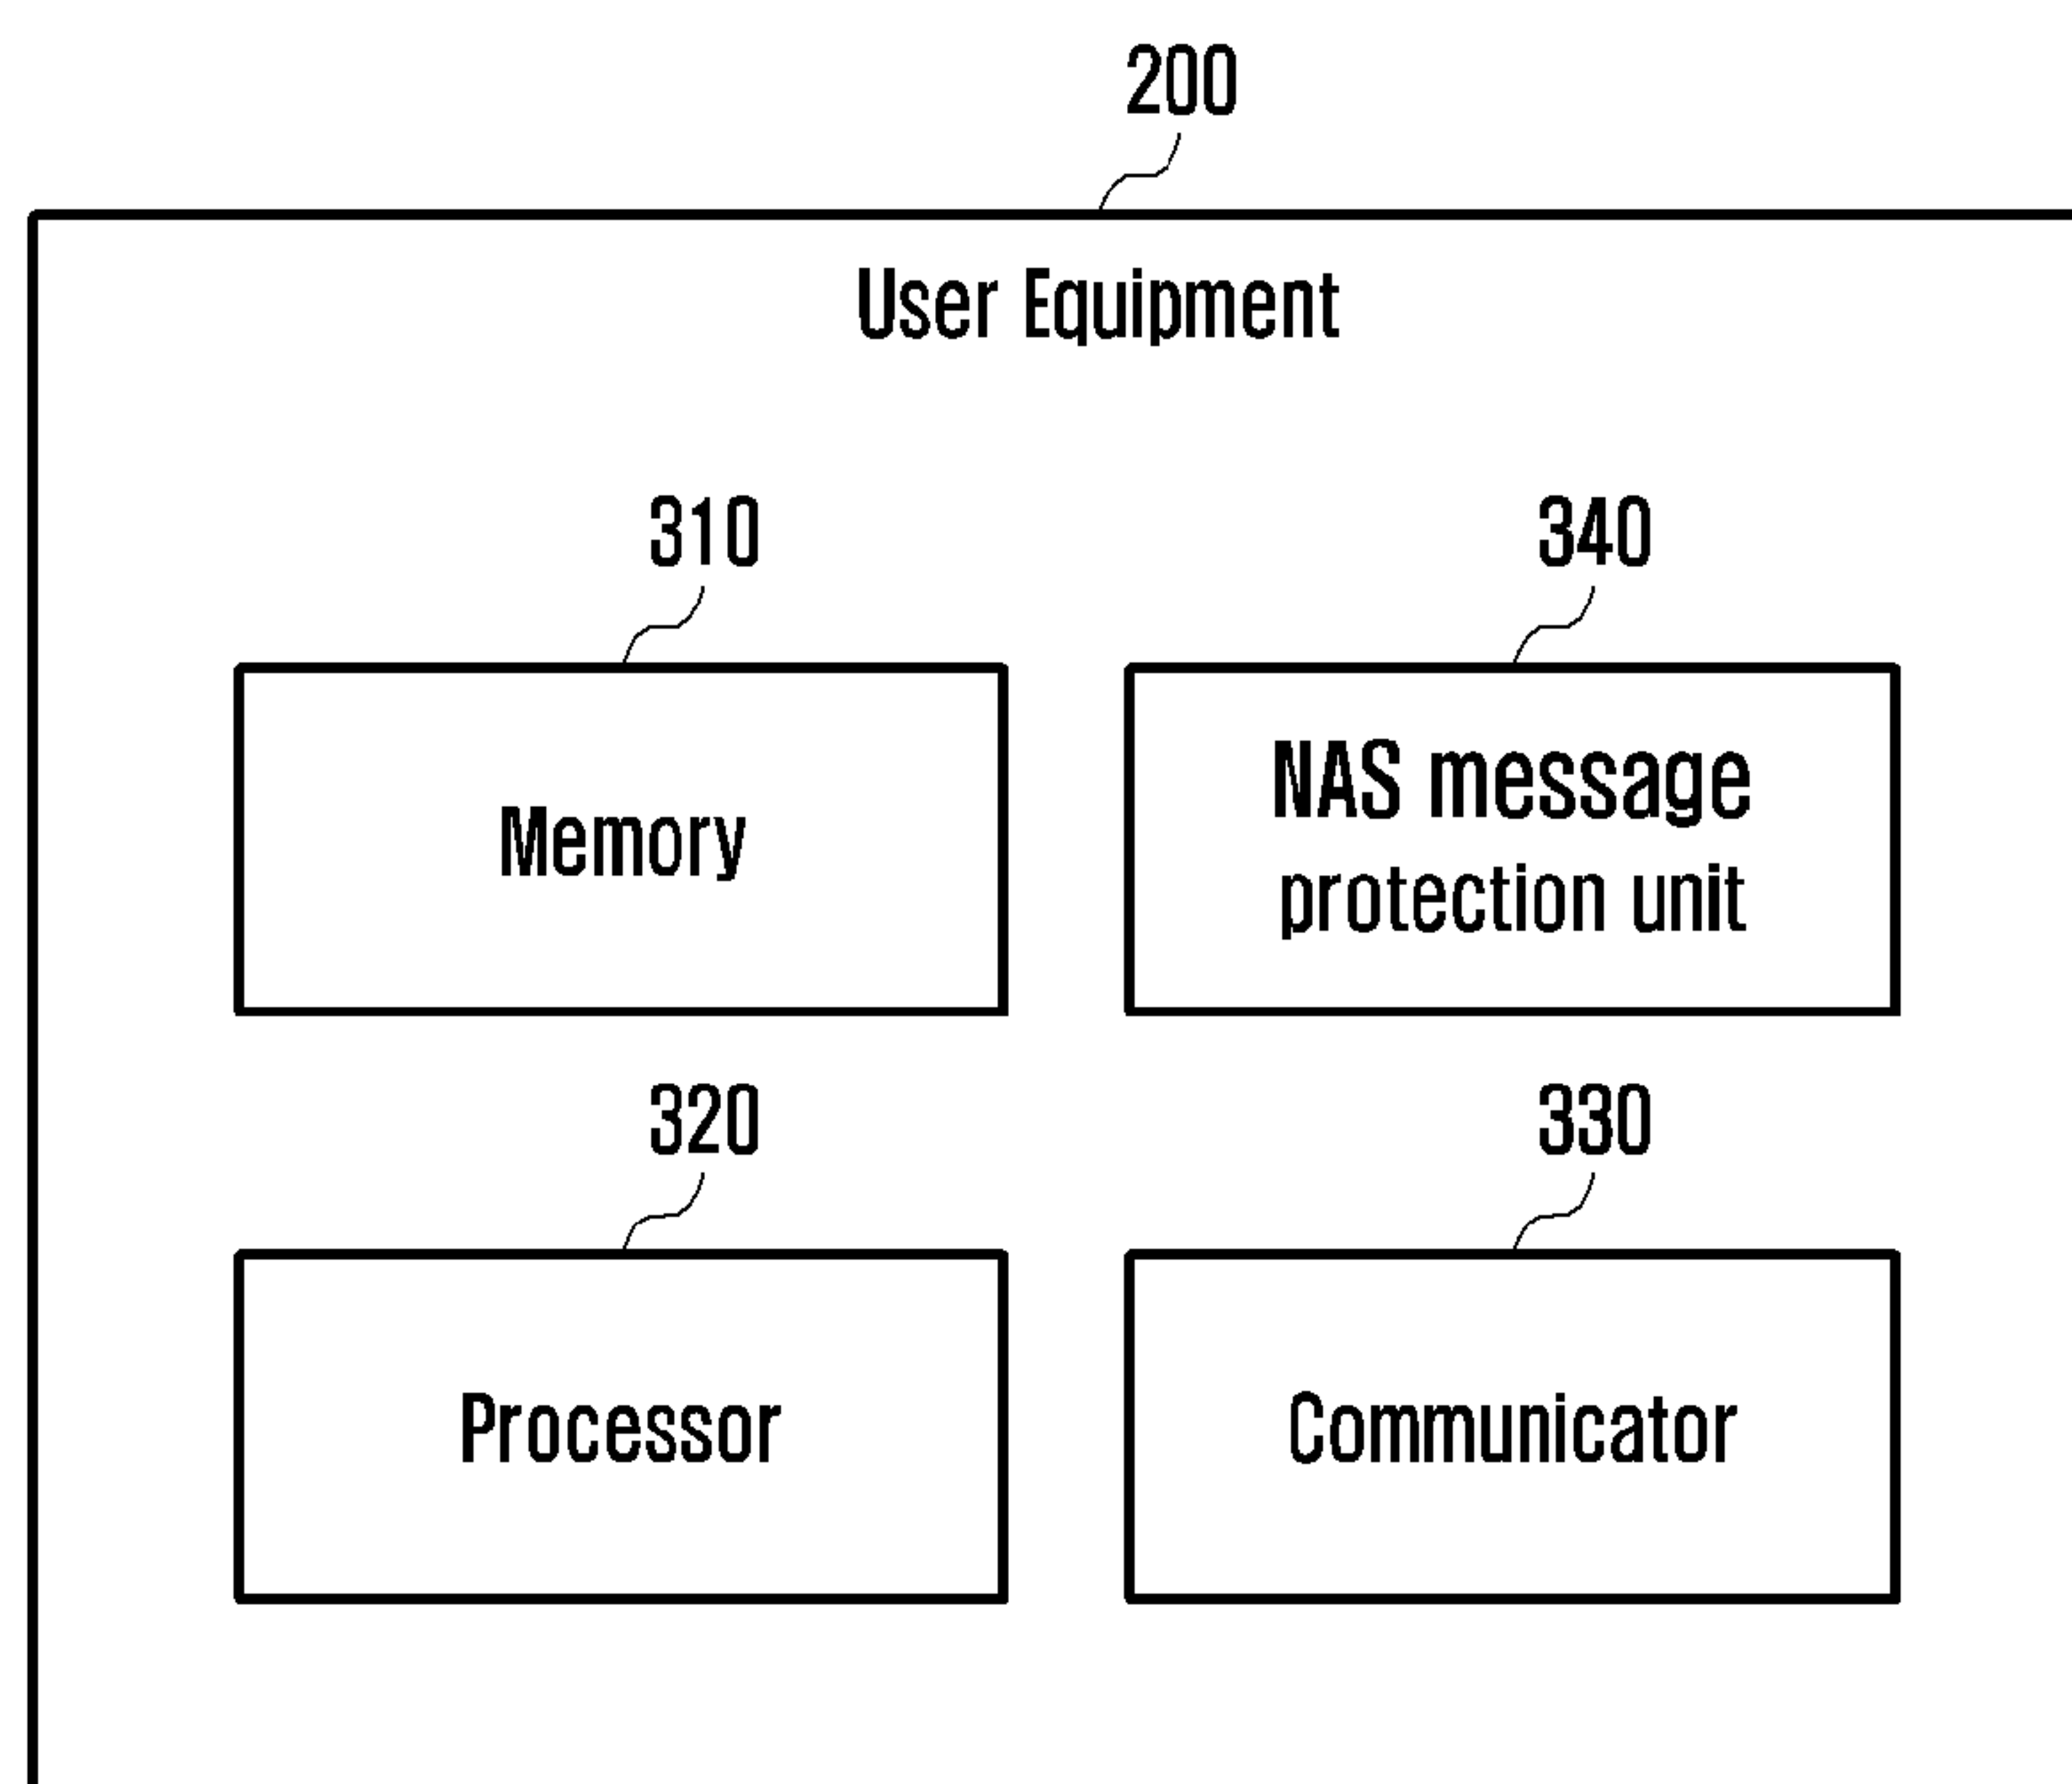 200
User Equipment
310
340
Memory
NAS message
protection unit
320
330
Processor
Communicator